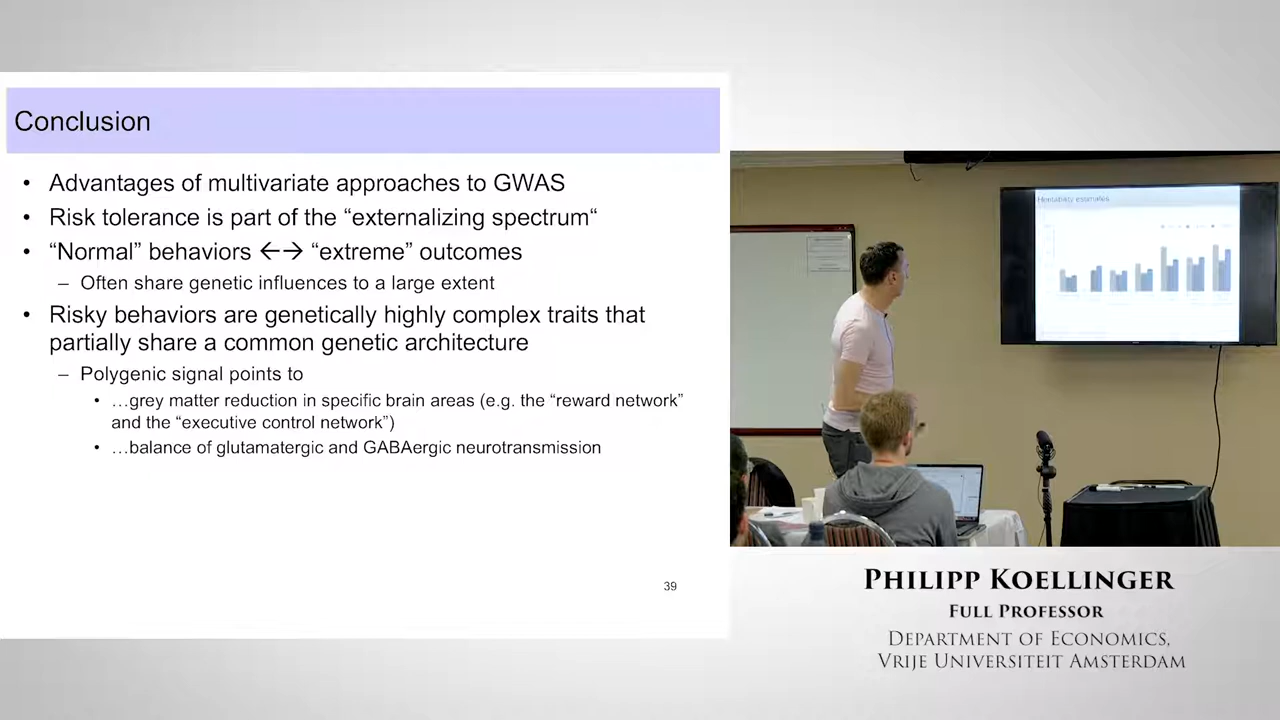 Conclusion
• Advantages of multivariate approaches to GWAS
• Risk tolerance is part of the “externalizing spectrum“
• “Normal” behaviors ←→ “extreme” outcomes
– Often share genetic influences to a large extent
• Risky behaviors are genetically highly complex traits that
partially share a common genetic architecture
– Polygenic signal points to
• …grey matter reduction in specific brain areas (e.g. the “reward network”
and the “executive control network”)
• …balance of glutamatergic and GABAergic neurotransmission
39
Heritability estimates
PHILIPP KOELLINGER
FULL PROFESSOR
DEPARTMENT OF ECONOMICS,
VRIJE UNIVERSITEIT AMSTERDAM